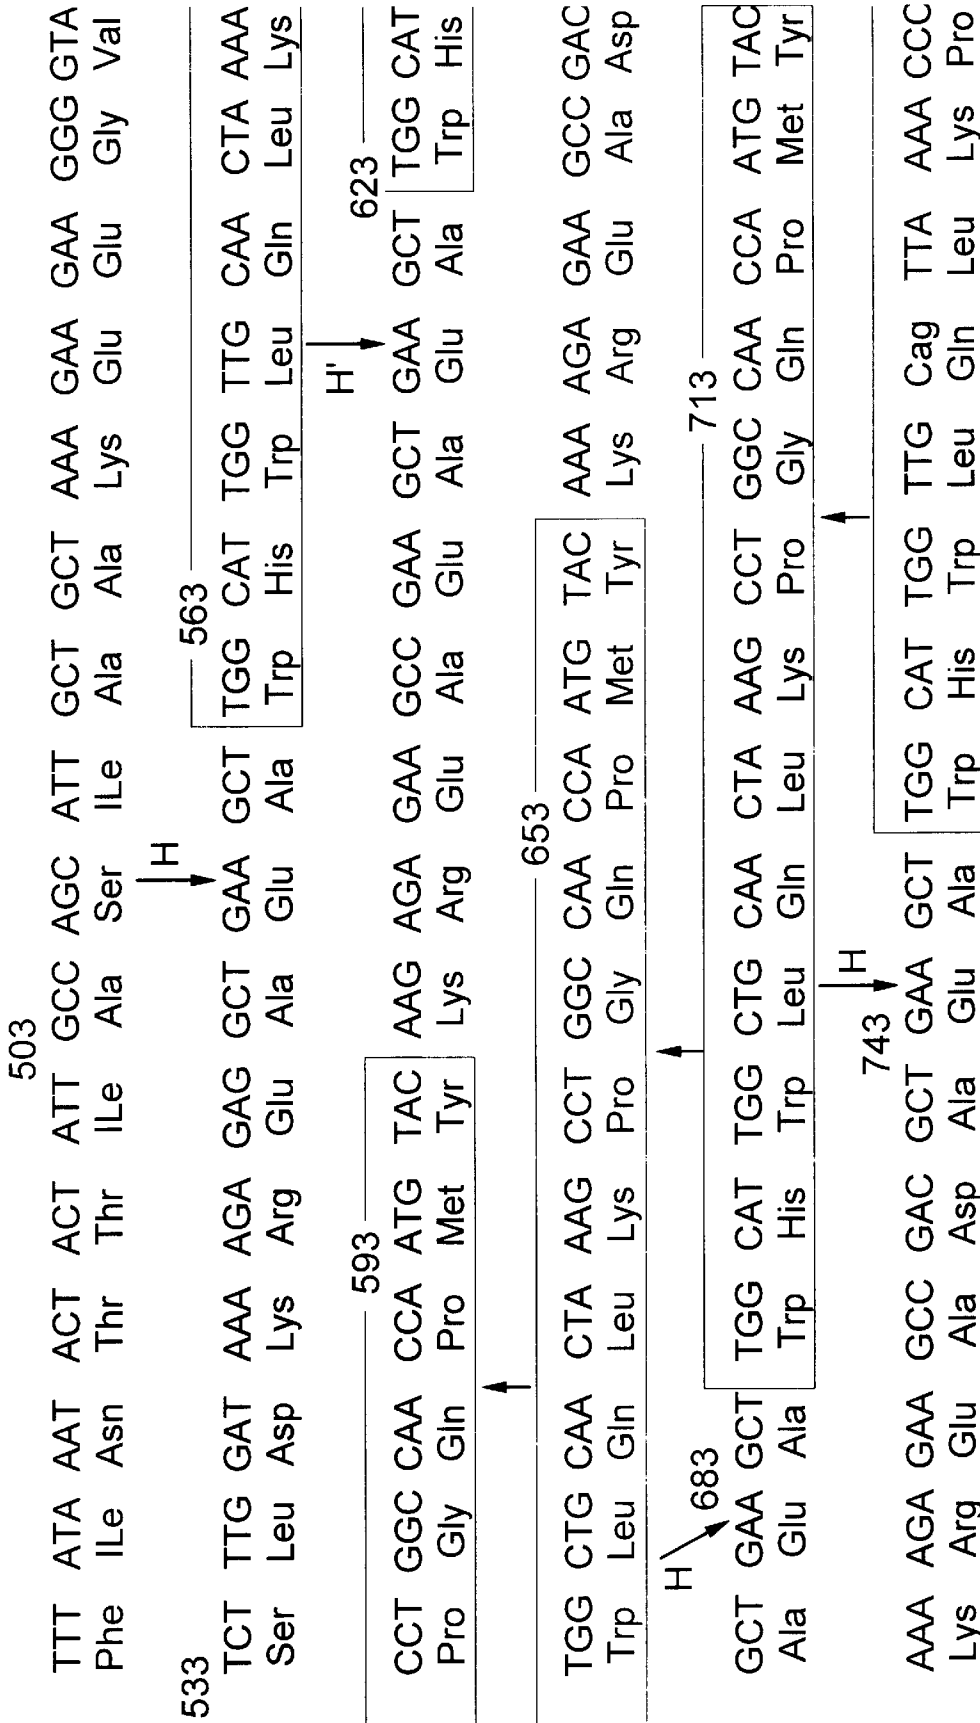 503
TTT ATA AAT ACT ACT ATT GCC AGC ATT GCT GCT AAA GAA GAA GGG GTA
Phe ILe Asn Thr Thr ILe Ala Ser ILe Ala Ala Lys Glu Glu Gly Val
533 H 563
TCT TTG GAT AAA AGA GAG GCT GAA GCT TGG CAT TGG TTG CAA CTA AAA
Ser Leu Asp Lys Arg Glu Ala Glu Ala Trp His Trp Leu Gln Leu Lys
593 H' 623
CCT GGC CAA CCA ATG TAC AAG AGA GAA GCC GAA GCT GAA GCT TGG CAT
Pro Gly Gln Pro Met Tyr Lys Arg Glu Ala Glu Ala Glu Ala Trp His
653
TGG CTG CAA CTA AAG CCT GGC CAA CCA ATG TAC AAA AGA GAA GCC GAC
Trp Leu Gln Leu Lys Pro Gly Gln Pro Met Tyr Lys Arg Glu Ala Asp
H 683 713
GCT GAA GCT TGG CAT TGG CTG CAA CTA AAG CCT GGC CAA CCA ATG TAC
Ala Glu Ala Trp His Trp Leu Gln Leu Lys Pro Gly Gln Pro Met Tyr
743 H
AAA AGA GAA GCC GAC GCT GAA GCT TGG CAT TGG TTG Cag TTA AAA CCC
Lys Arg Glu Ala Asp Ala Glu Ala Trp His Trp Leu Gln Leu Lys Pro